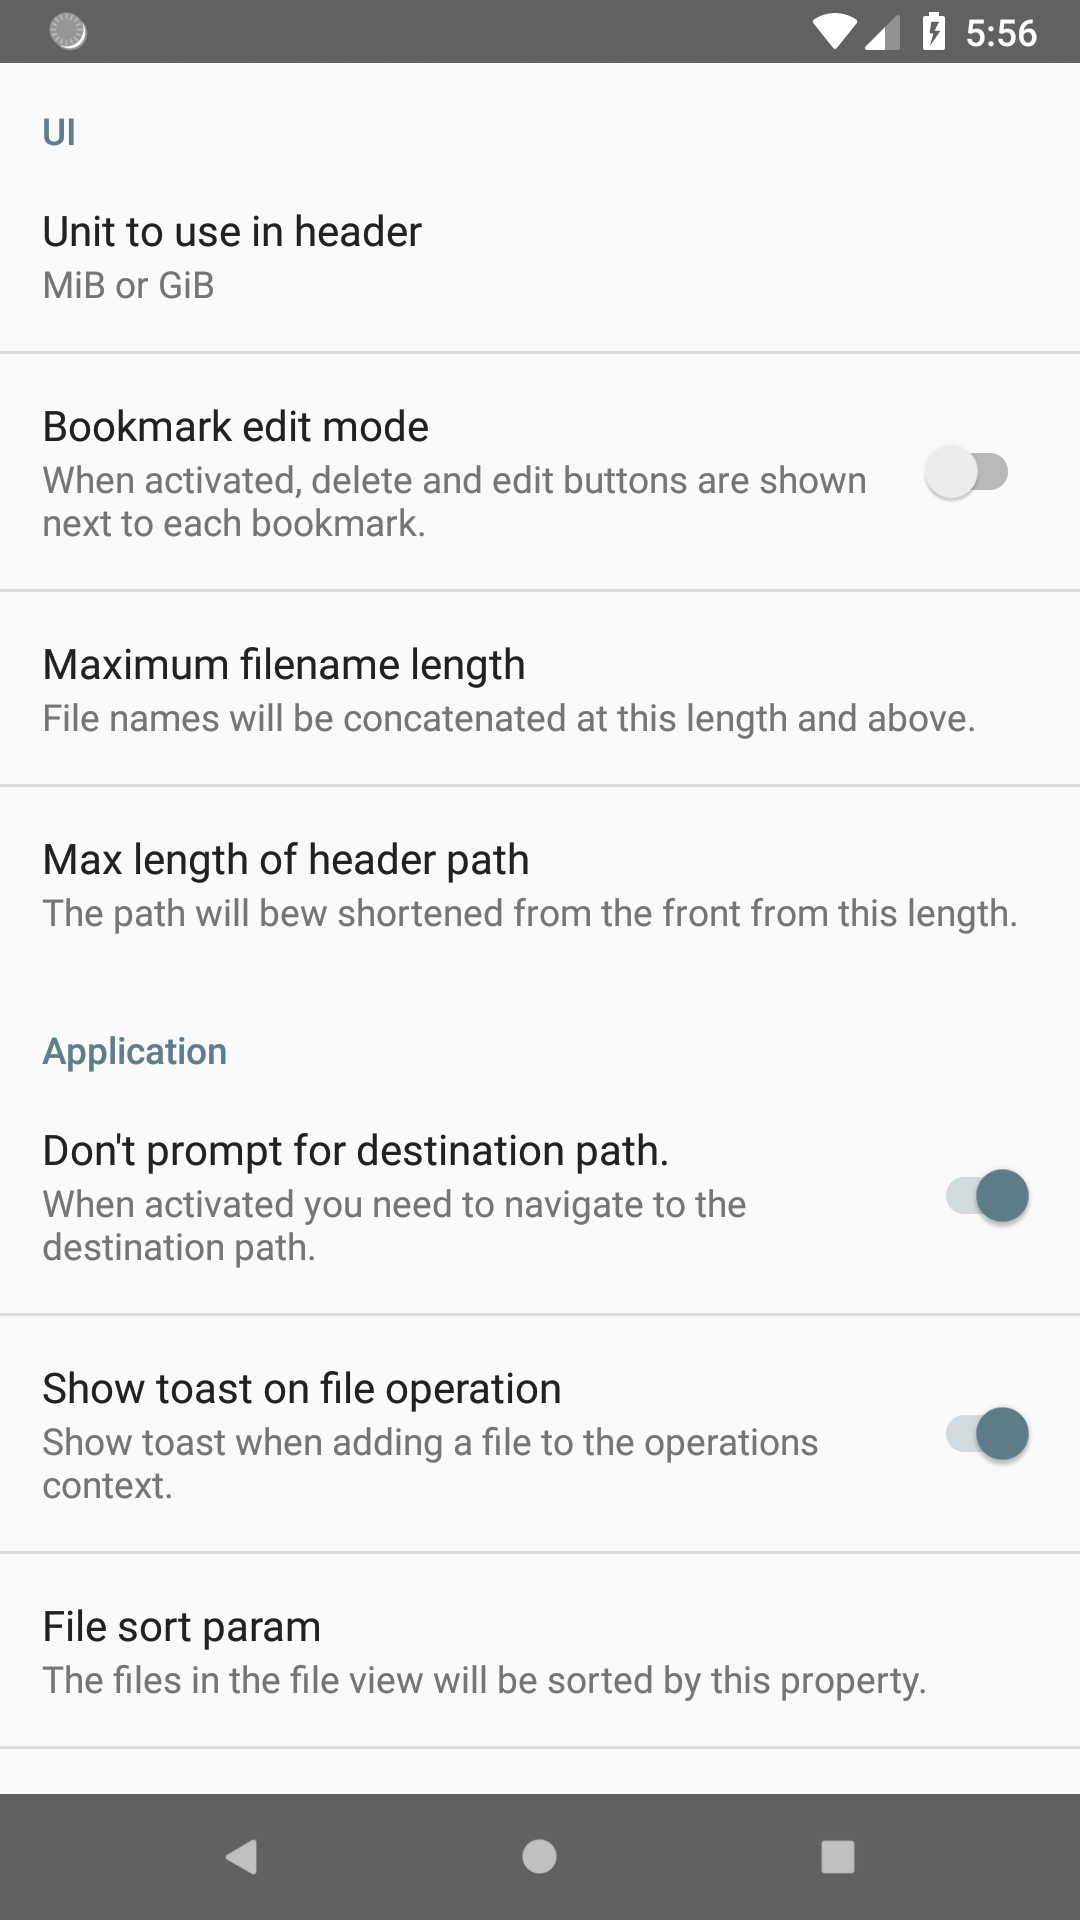 5:56
UI
Unit to use in header
MiB or GiB
Bookmark edit mode
When activated, delete and edit buttons are shown
next to each bookmark.
Maximum filename length
File names will be concatenated at this length and above.
Max length of header path
The path will bew shortened from the front from this length.
Application
Don't prompt for destination path.
When activated you need to navigate to the
destination path.
Show toast on file operation
Show toast when adding a file to the operations
context.
File sort param
The files in the file view will be sorted by this property.